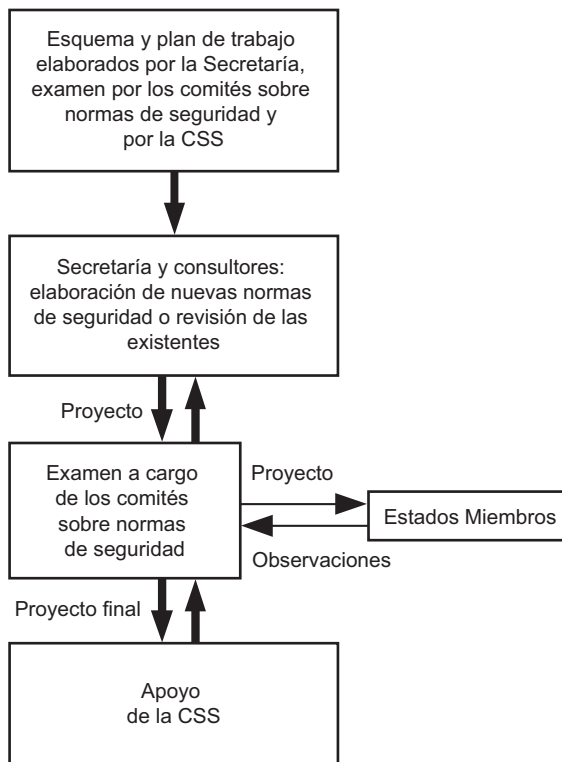 Esquema y plan de trabajo
elaborados por la Secretaría,
examen por los comités sobre
normas de seguridad y
por la CSS
Secretaría y consultores:
elaboración de nuevas normas
de seguridad o revisión de las
existentes
Proyecto
Examen a cargo
de los comités
sobre normas
de seguridad
Proyecto
Estados Miembros
Observaciones
Proyecto final
Apoyo
de la CSS